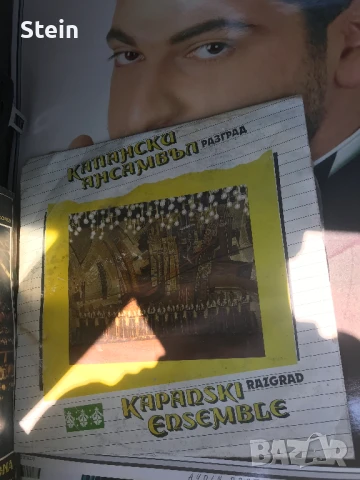 Stein
КАПАНСКИ
АНСАМБЪЛ РАЗГРАД
KAPANSKI RAZGRAD
ENSEMBLE
BAZAR